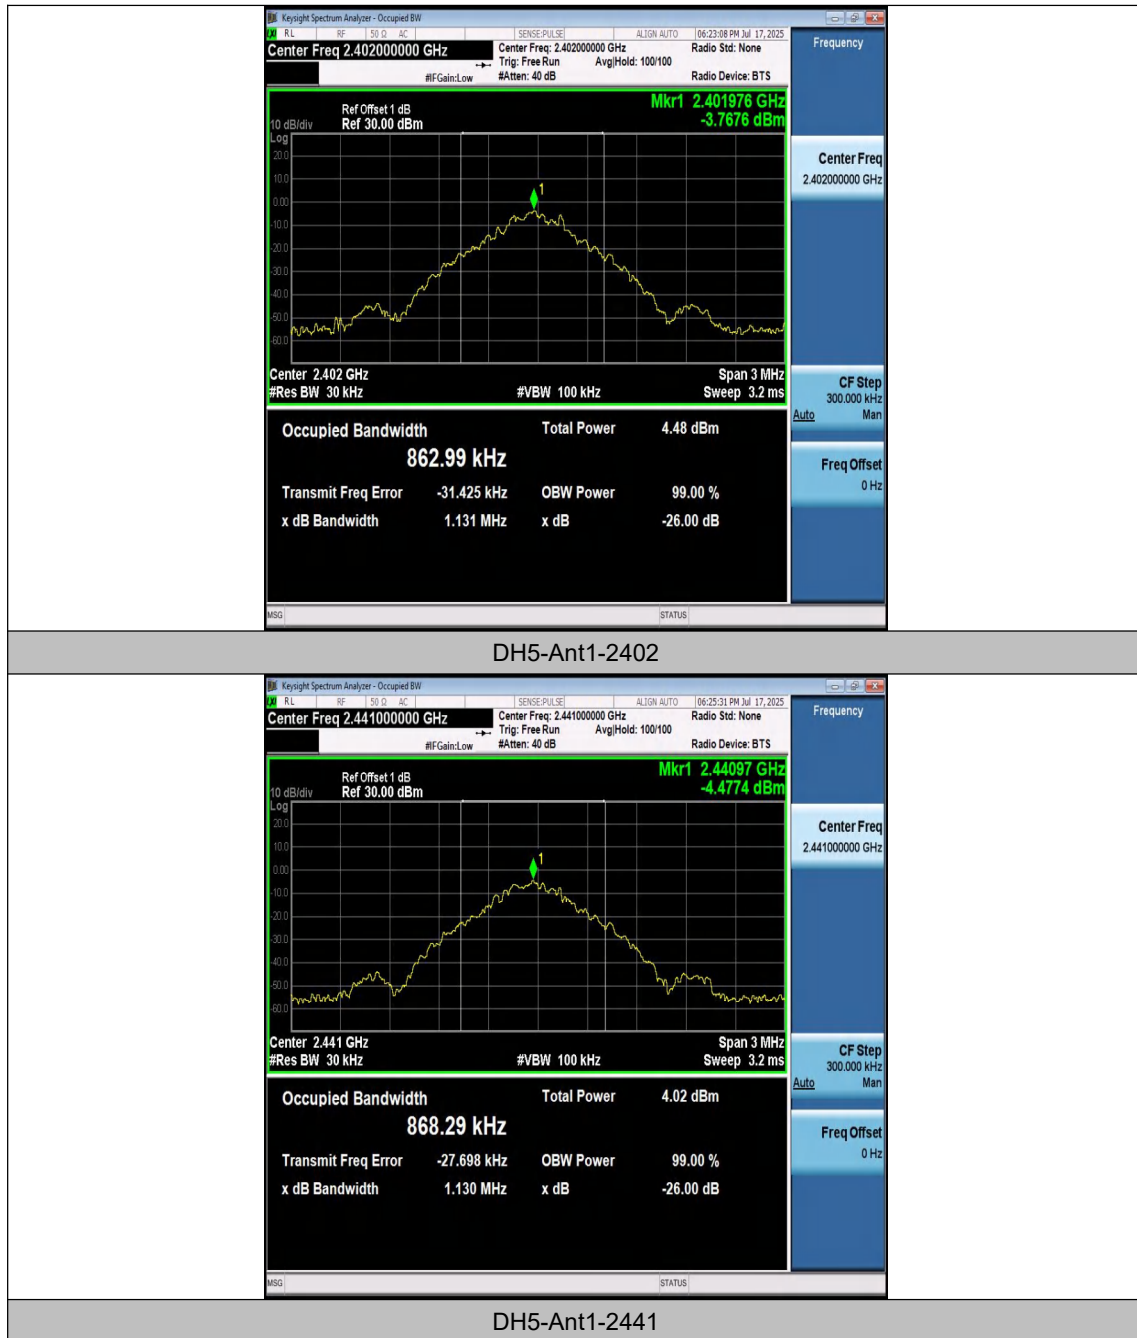 Keysight Spectrum Analyzer - Occupied BW
RL RF 50 Ω AC SENSE:PULSE ALIGN AUTO 06:23:08 PM Jul 17, 2025
Center Freq 2.402000000 GHz Center Freq: 2.402000000 GHz Radio Std: None Frequency
Trig: Free Run Avg|Hold: 100/100
#IFGain:Low #Atten: 40 dB Radio Device: BTS
Mkr1 2.401976 GHz
Ref Offset 1 dB
10 dB/div Ref 30.00 dBm -3.7676 dBm
Log
20.0
10.0
0.00
-10.0
-20.0
-30.0
-40.0
-50.0
-60.0
1
Center Freq
2.402000000 GHz
Center 2.402 GHz Span 3 MHz
#Res BW 30 kHz #VBW 100 kHz Sweep 3.2 ms
CF Step
300.000 kHz
Auto Man
Occupied Bandwidth Total Power 4.48 dBm
862.99 kHz
Freq Offset
0 Hz
Transmit Freq Error -31.425 kHz OBW Power 99.00 %
x dB Bandwidth 1.131 MHz x dB -26.00 dB
MSG STATUS
DH5-Ant1-2402
Keysight Spectrum Analyzer - Occupied BW
RL RF 50 Ω AC SENSE:PULSE ALIGN AUTO 06:25:31 PM Jul 17, 2025
Center Freq 2.441000000 GHz Center Freq: 2.441000000 GHz Radio Std: None Frequency
Trig: Free Run Avg|Hold: 100/100
#IFGain:Low #Atten: 40 dB Radio Device: BTS
Mkr1 2.44097 GHz
Ref Offset 1 dB
10 dB/div Ref 30.00 dBm -4.4774 dBm
Log
20.0
10.0
0.00
-10.0
-20.0
-30.0
-40.0
-50.0
-60.0
1
Center Freq
2.441000000 GHz
Center 2.441 GHz Span 3 MHz
#Res BW 30 kHz #VBW 100 kHz Sweep 3.2 ms
CF Step
300.000 kHz
Auto Man
Occupied Bandwidth Total Power 4.02 dBm
868.29 kHz
Freq Offset
0 Hz
Transmit Freq Error -27.698 kHz OBW Power 99.00 %
x dB Bandwidth 1.130 MHz x dB -26.00 dB
MSG STATUS
DH5-Ant1-2441